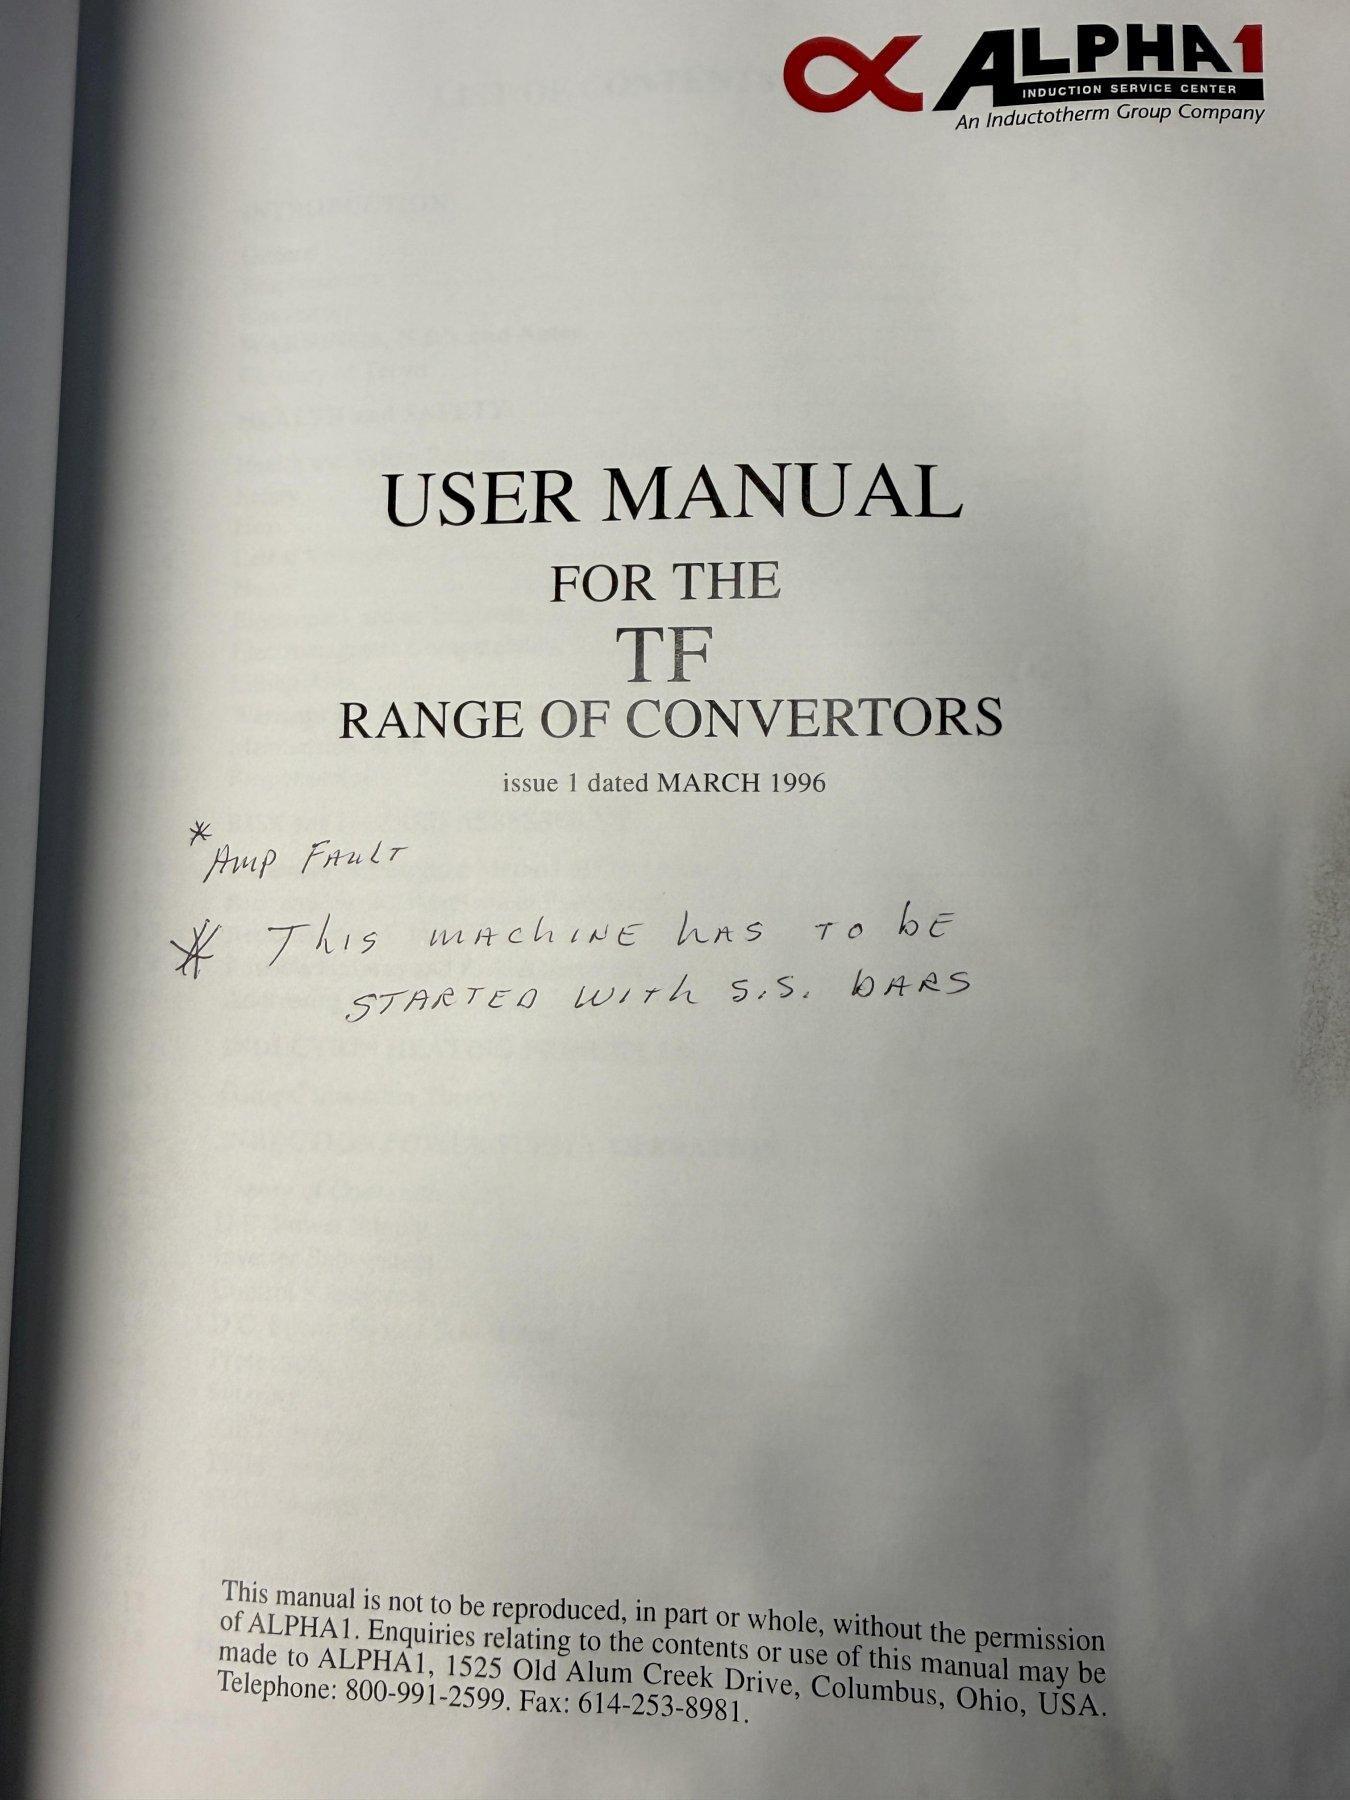 ALPHA1
INDUCTION SERVICE CENTER
An Inductotherm Group Company
USER MANUAL
FOR THE
TF
RANGE OF CONVERTORS
issue 1 dated MARCH 1996
* AMP FAULT
* THIS MACHINE HAS TO BE
STARTED WITH S.S. BARS
This manual is not to be reproduced, in part or whole, without the permission
of ALPHA1. Enquiries relating to the contents or use of this manual may be
made to ALPHA1, 1525 Old Alum Creek Drive, Columbus, Ohio, USA.
Telephone: 800-991-2599. Fax: 614-253-8981.